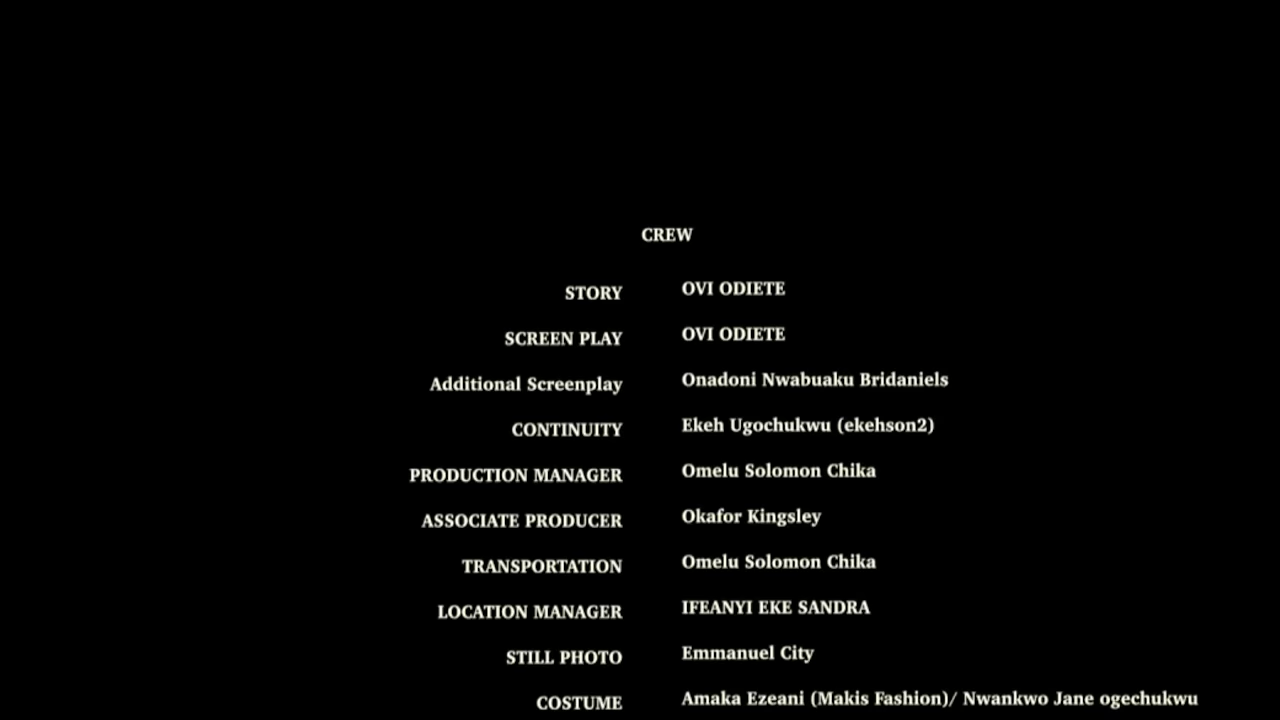 CREW
STORY OVI ODIETE
SCREEN PLAY OVI ODIETE
Additional Screenplay Onadoni Nwabuaku Bridaniels
CONTINUITY Ekeh Ugochukwu (ekehson2)
PRODUCTION MANAGER Omelu Solomon Chika
ASSOCIATE PRODUCER Okafor Kingsley
TRANSPORTATION Omelu Solomon Chika
LOCATION MANAGER IFEANYI EKE SANDRA
STILL PHOTO Emmanuel City
COSTUME Amaka Ezeani (Makis Fashion)/ Nwankwo Jane ogechukwu